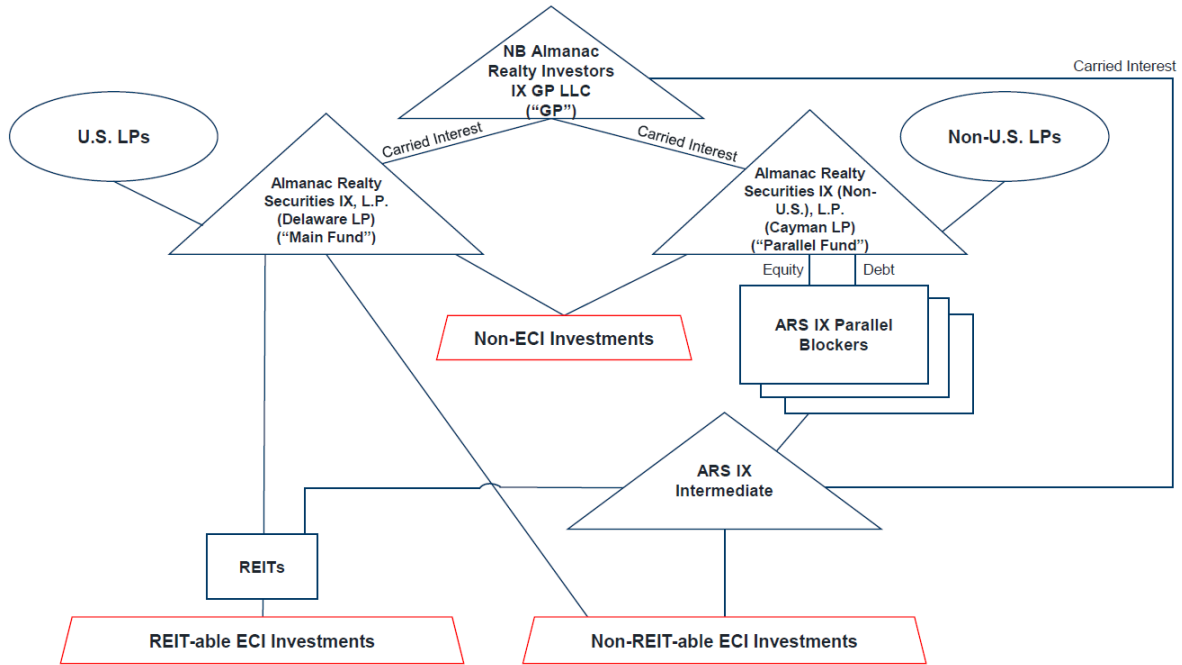 NB Almanac
Realty Investors
IX GP LLC
(“GP”)
Carried Interest
U.S. LPs
Non-U.S. LPs
Carried Interest
Carried Interest
Almanac Realty
Securities IX, L.P.
(Delaware LP)
(“Main Fund”)
Almanac Realty
Securities IX (Non-
U.S.), L.P.
(Cayman LP)
(“Parallel Fund”)
Equity
Debt
Non-ECI Investments
ARS IX Parallel
Blockers
ARS IX
Intermediate
REITs
REIT-able ECI Investments
Non-REIT-able ECI Investments